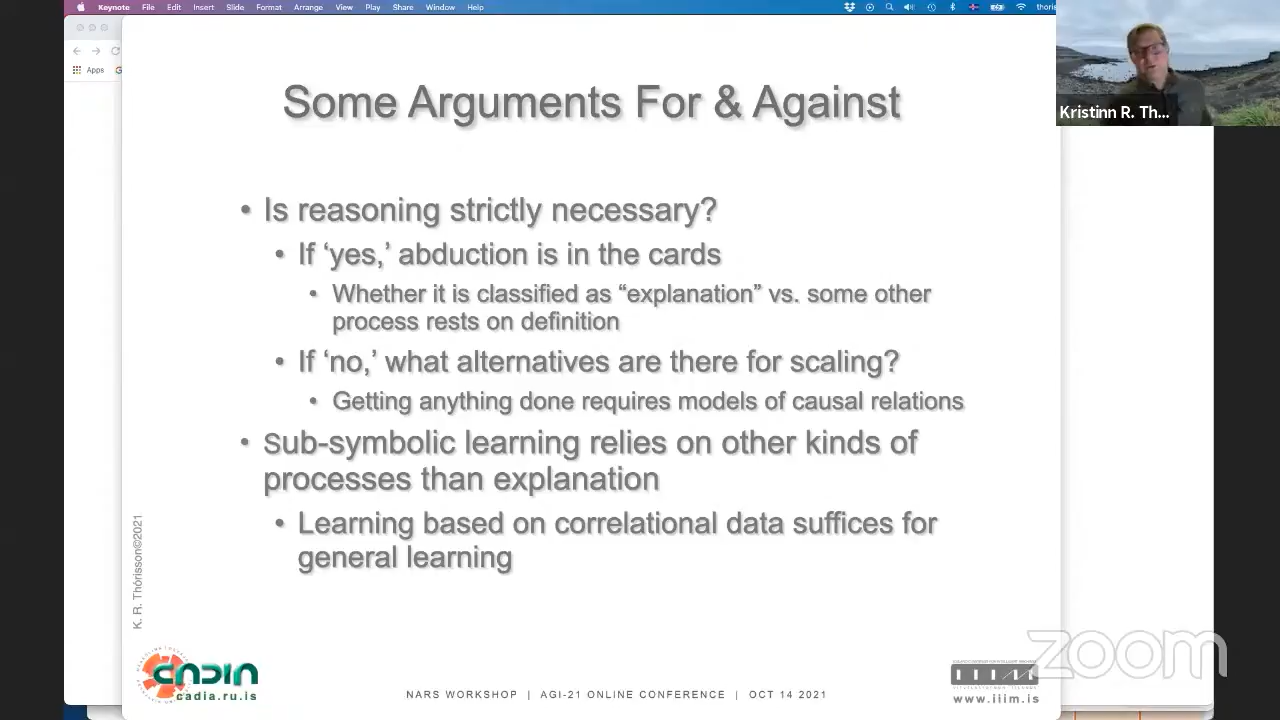 Keynote File Edit Insert Slide Format Arrange View Play Share Window Help
Apps
Kristinn R. Th...
Some Arguments For & Against
• Is reasoning strictly necessary?
• If ‘yes,’ abduction is in the cards
• Whether it is classified as “explanation” vs. some other
process rests on definition
• If ‘no,’ what alternatives are there for scaling?
• Getting anything done requires models of causal relations
• Sub-symbolic learning relies on other kinds of
processes than explanation
• Learning based on correlational data suffices for
general learning
K. R. Thórisson©2021
CADIA
cadia.ru.is
NARS WORKSHOP | AGI-21 ONLINE CONFERENCE | OCT 14 2021
IIIM
www.iiim.is
zoom